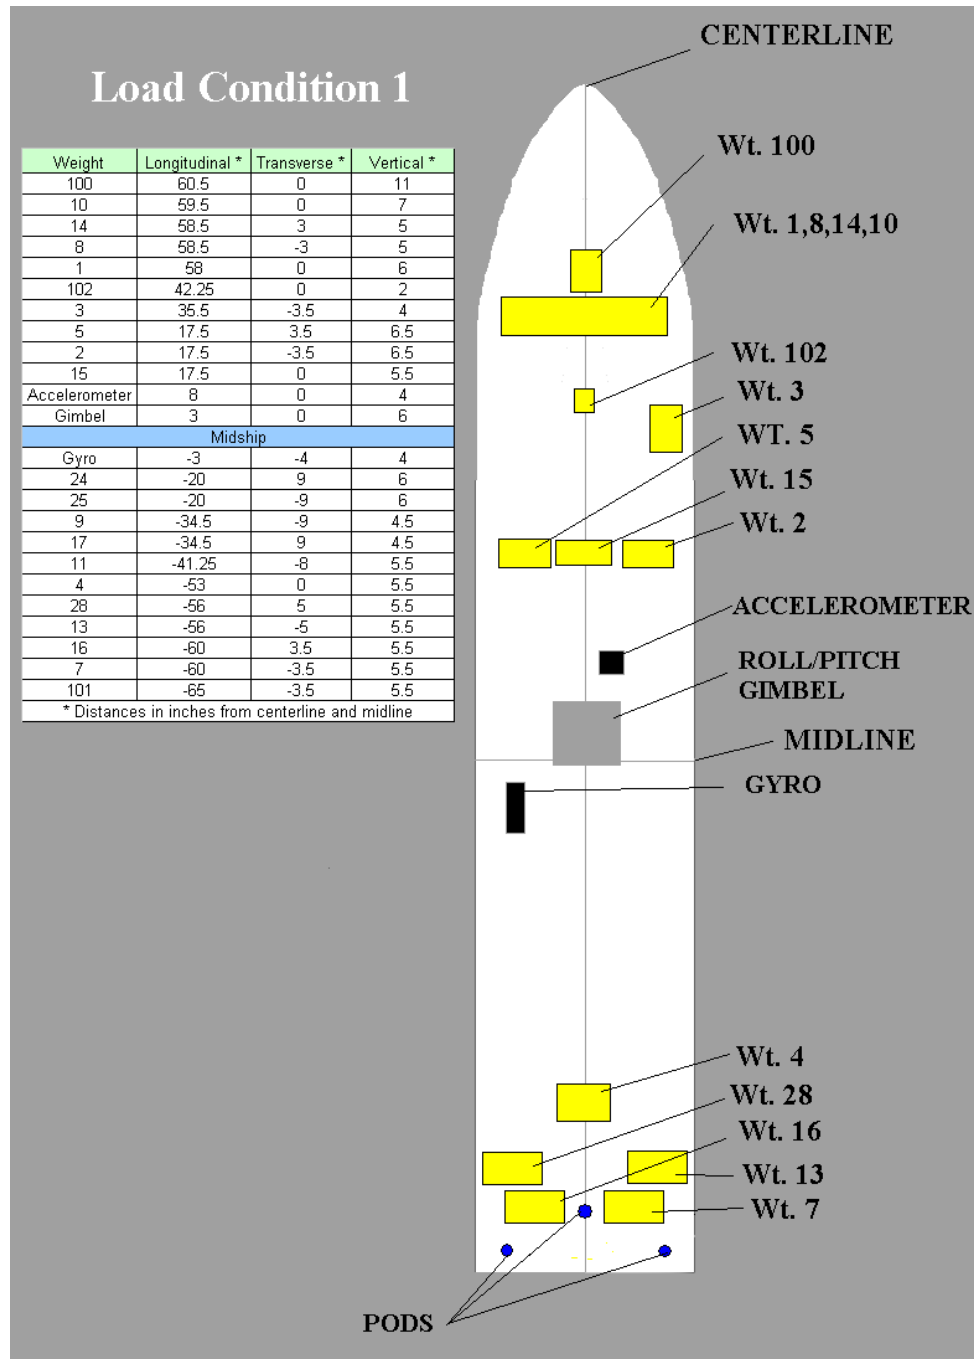 CENTERLINE
Load Condition 1
Weight Longitudinal * Transverse * Vertical *
100 60.5 0 11
10 59.5 0 7
14 58.5 3 5
8 58.5 -3 5
1 58 0 6
102 42.25 0 2
3 35.5 -3.5 4
5 17.5 3.5 6.5
2 17.5 -3.5 6.5
15 17.5 0 5.5
Accelerometer 8 0 4
Gimbel 3 0 6
Midship
Gyro -3 -4 4
24 -20 9 6
25 -20 -9 6
9 -34.5 -9 4.5
17 -34.5 9 4.5
11 -41.25 -8 5.5
4 -53 0 5.5
28 -56 5 5.5
13 -56 -5 5.5
16 -60 3.5 5.5
7 -60 -3.5 5.5
101 -65 -3.5 5.5
* Distances in inches from centerline and midline
Wt. 100
Wt. 1,8,14,10
Wt. 102
Wt. 3
WT. 5
Wt. 15
Wt. 2
ACCELEROMETER
ROLL/PITCH
GIMBEL
MIDLINE
GYRO
Wt. 4
Wt. 28
Wt. 16
Wt. 13
Wt. 7
PODS